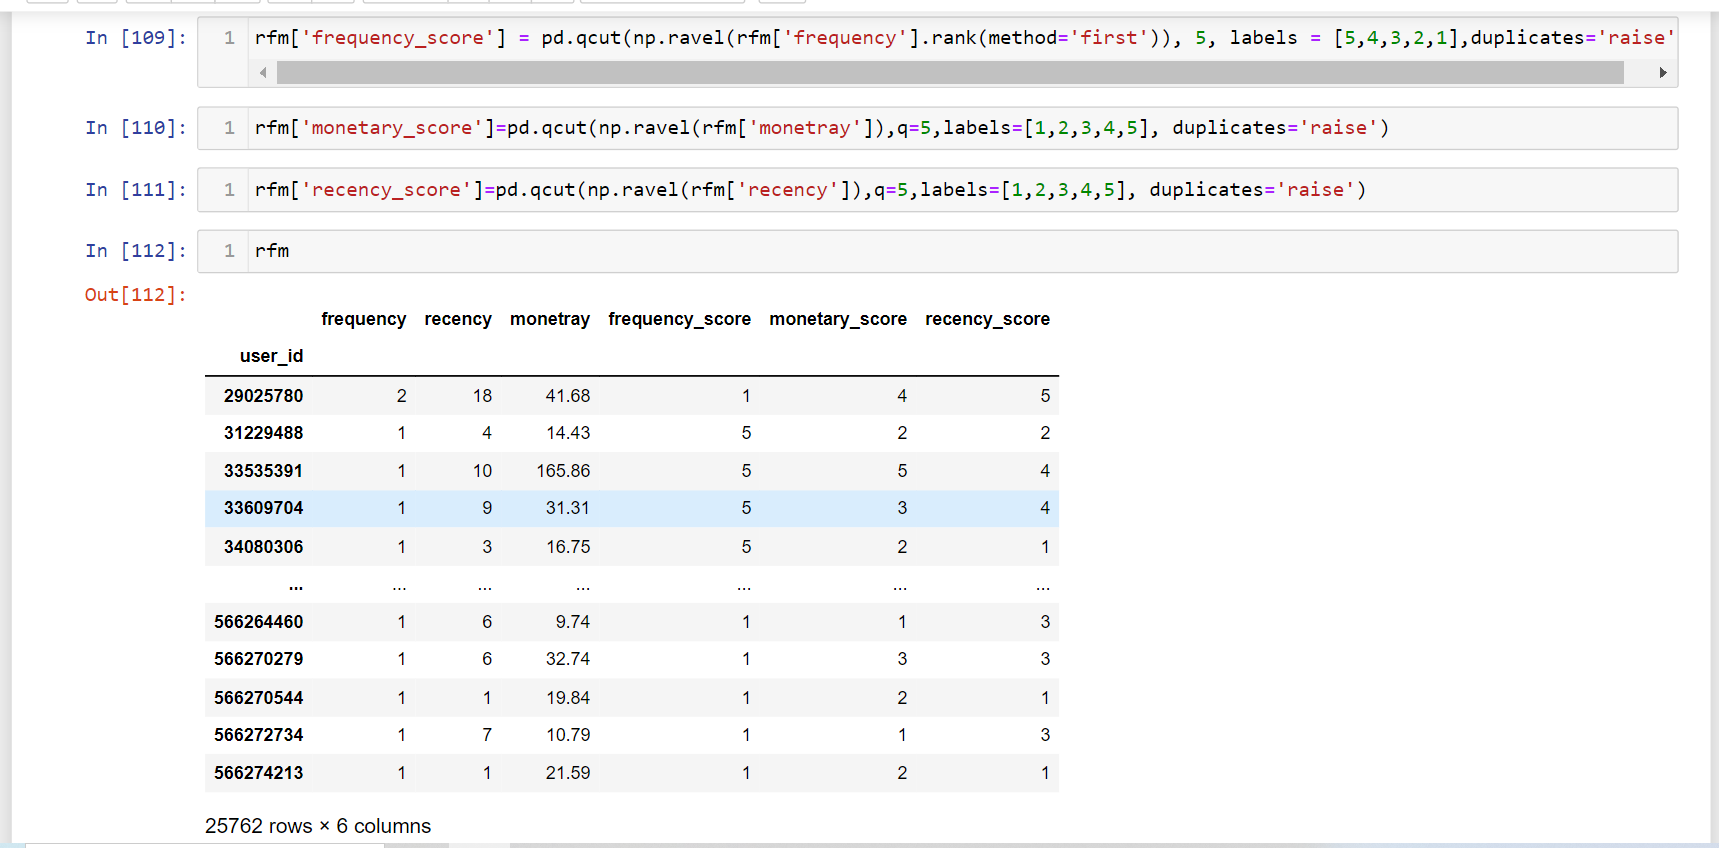 In [109]: 1 rfm['frequency_score'] = pd.qcut(np.ravel(rfm['frequency'].rank(method='first')), 5, labels = [5,4,3,2,1],duplicates='raise'
In [110]: 1 rfm['monetary_score']=pd.qcut(np.ravel(rfm['monetray']),q=5,labels=[1,2,3,4,5], duplicates='raise')
In [111]: 1 rfm['recency_score']=pd.qcut(np.ravel(rfm['recency']),q=5,labels=[1,2,3,4,5], duplicates='raise')
In [112]: 1 rfm
Out[112]:
frequency recency monetray frequency_score monetary_score recency_score
user_id
29025780 2 18 41.68 1 4 5
31229488 1 4 14.43 5 2 2
33535391 1 10 165.86 5 5 4
33609704 1 9 31.31 5 3 4
34080306 1 3 16.75 5 2 1
... ... ... ... ... ... ...
566264460 1 6 9.74 1 1 3
566270279 1 6 32.74 1 3 3
566270544 1 1 19.84 1 2 1
566272734 1 7 10.79 1 1 3
566274213 1 1 21.59 1 2 1
25762 rows × 6 columns